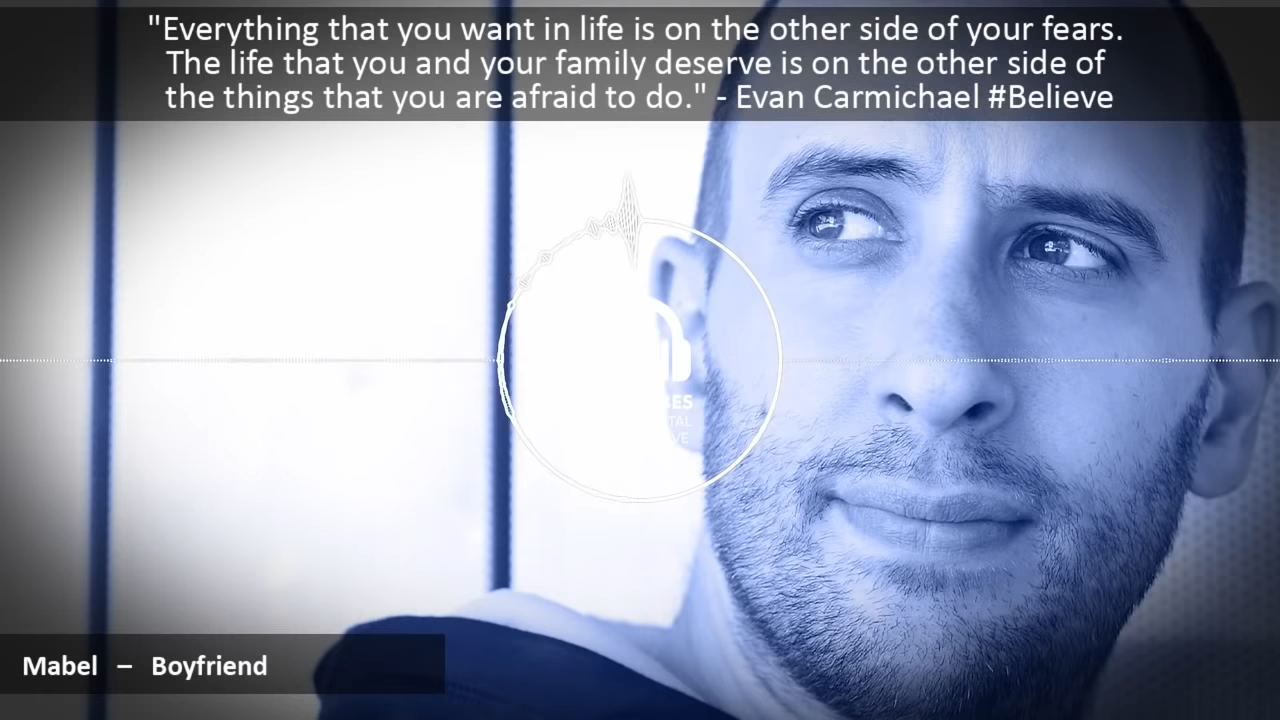 "Everything that you want in life is on the other side of your fears.
The life that you and your family deserve is on the other side of
the things that you are afraid to do." - Evan Carmichael #Believe
Mabel – Boyfriend